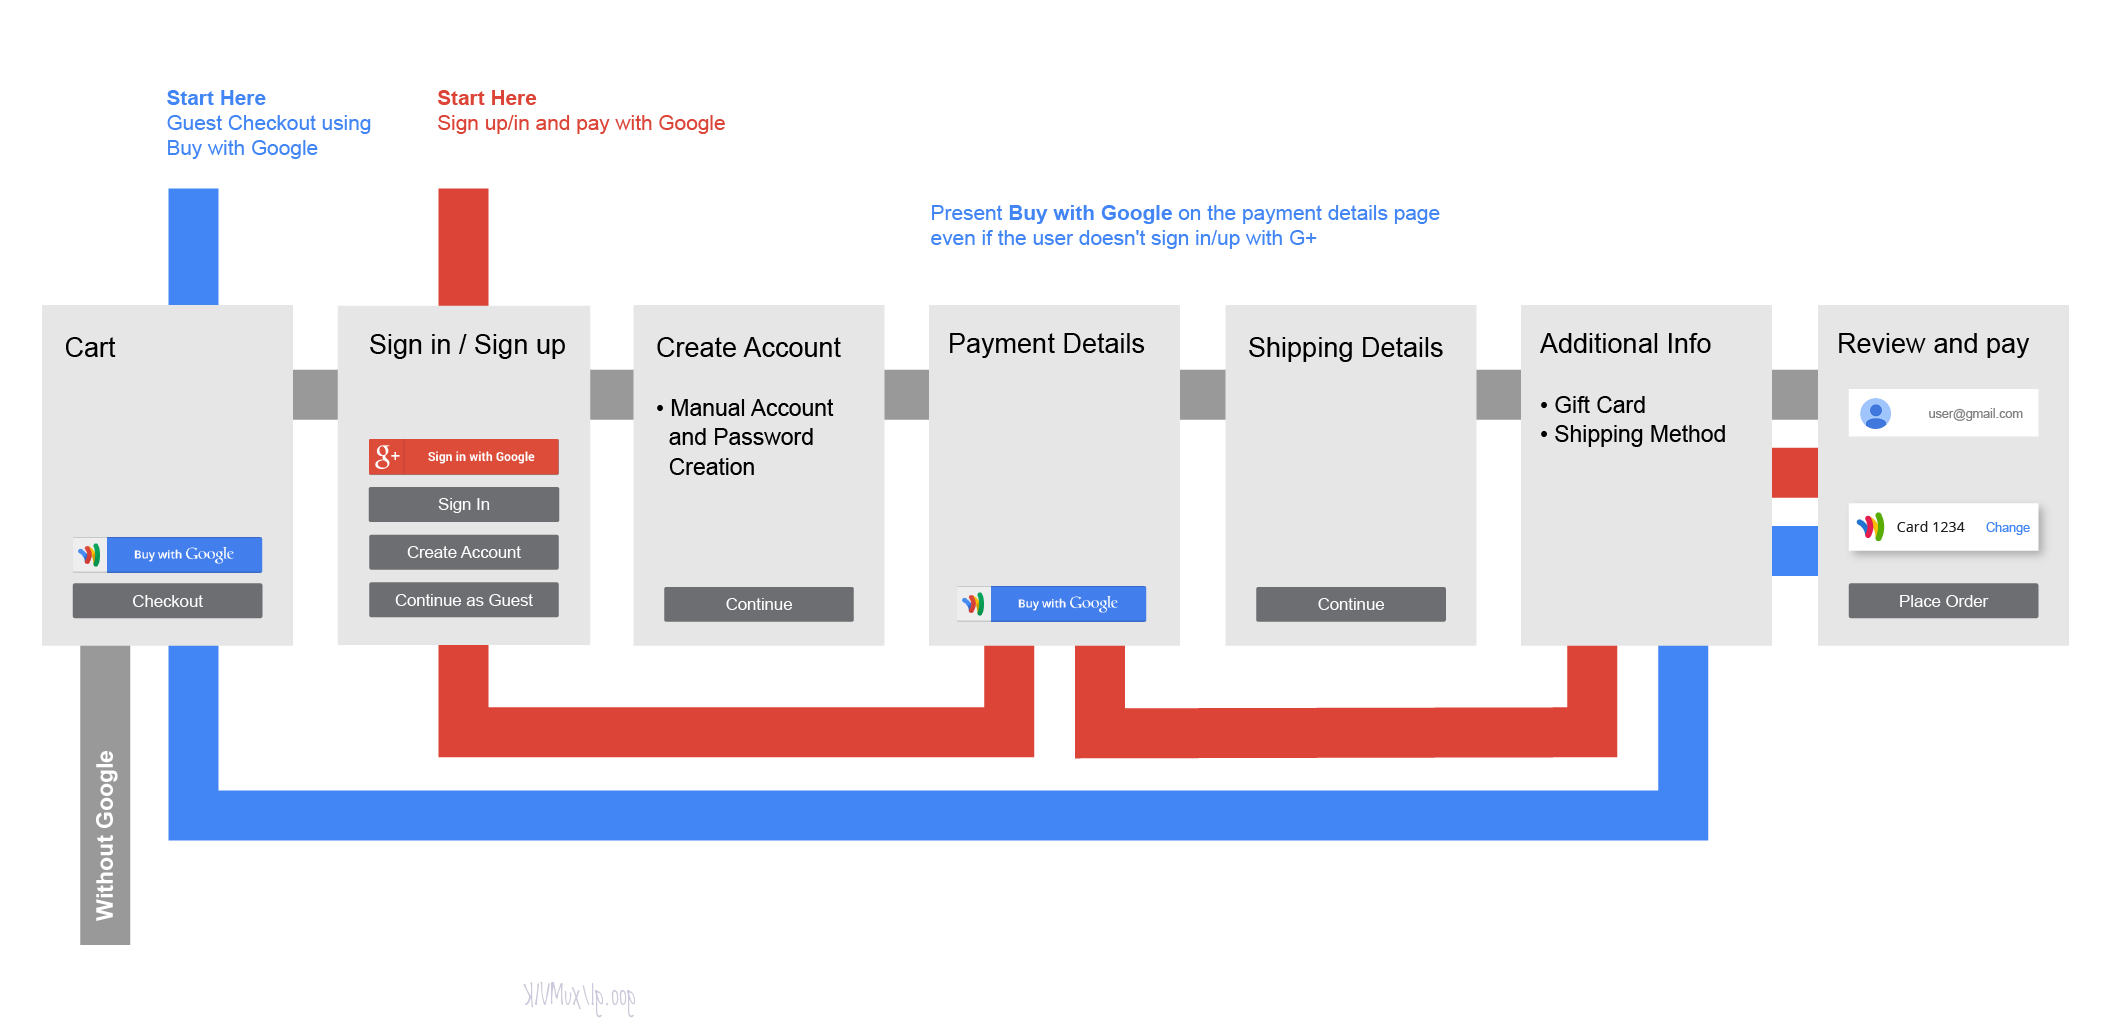 Start Here
Guest Checkout using
Buy with Google
Start Here
Sign up/in and pay with Google
Present Buy with Google on the payment details page
even if the user doesn't sign in/up with G+
Cart
Buy with Google
Checkout
Without Google
Sign in / Sign up
g+ Sign in with Google
Sign In
Create Account
Continue as Guest
Create Account
• Manual Account
and Password
Creation
Continue
Payment Details
Buy with Google
Shipping Details
Continue
Additional Info
• Gift Card
• Shipping Method
Review and pay
user@gmail.com
Card 1234 Change
Place Order